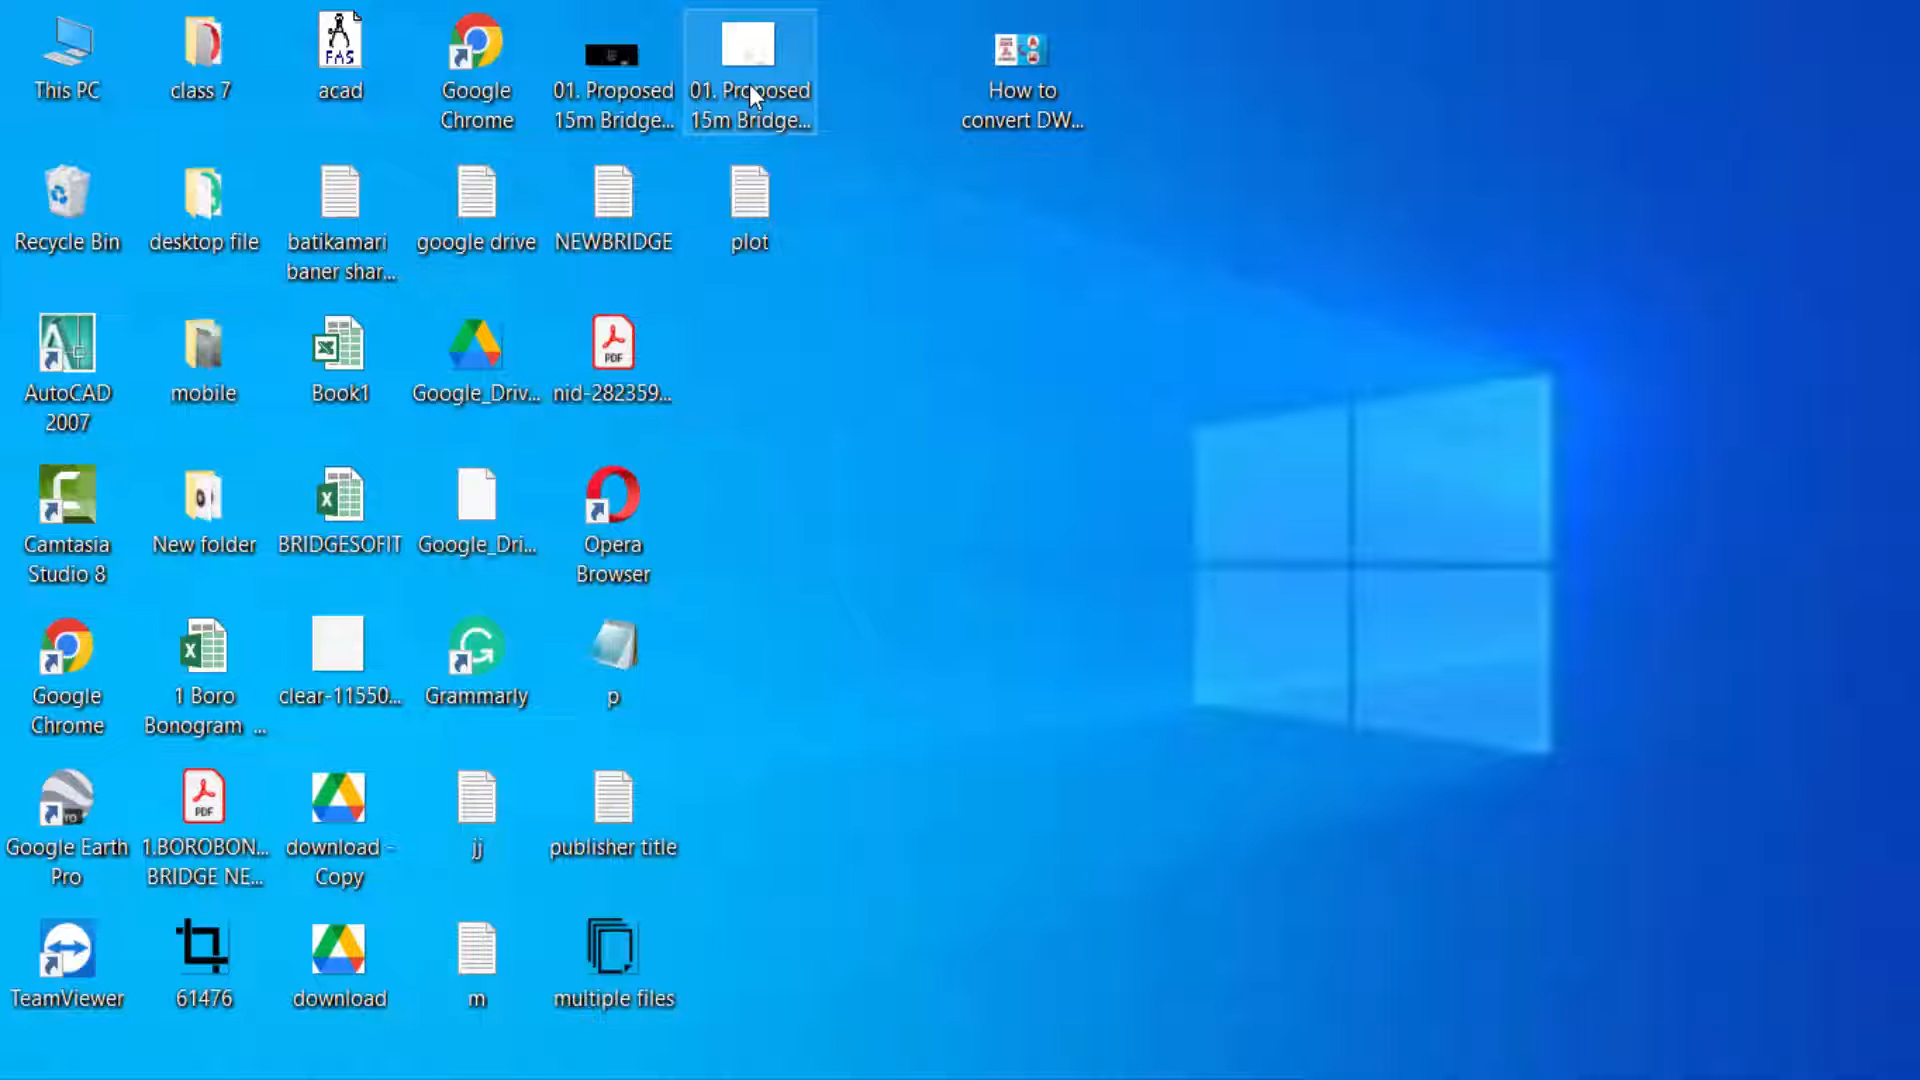 This PC
class 7
acad
FAS
Google
Chrome
01. Proposed
15m Bridge...
01. Proposed
15m Bridge...
How to
convert DW...
Recycle Bin
desktop file
batikamari
baner shar...
google drive
NEWBRIDGE
plot
AutoCAD
2007
mobile
Book1
Google_Driv...
PDF
nid-282359...
Camtasia
Studio 8
New folder
BRIDGESOFIT
Google_Dri...
Opera
Browser
Google
Chrome
1 Boro
Bonogram ...
clear-11550...
Grammarly
p
Google Earth
Pro
PDF
1.BOROBON...
BRIDGE NE...
download -
Copy
jj
publisher title
TeamViewer
61476
download
m
multiple files